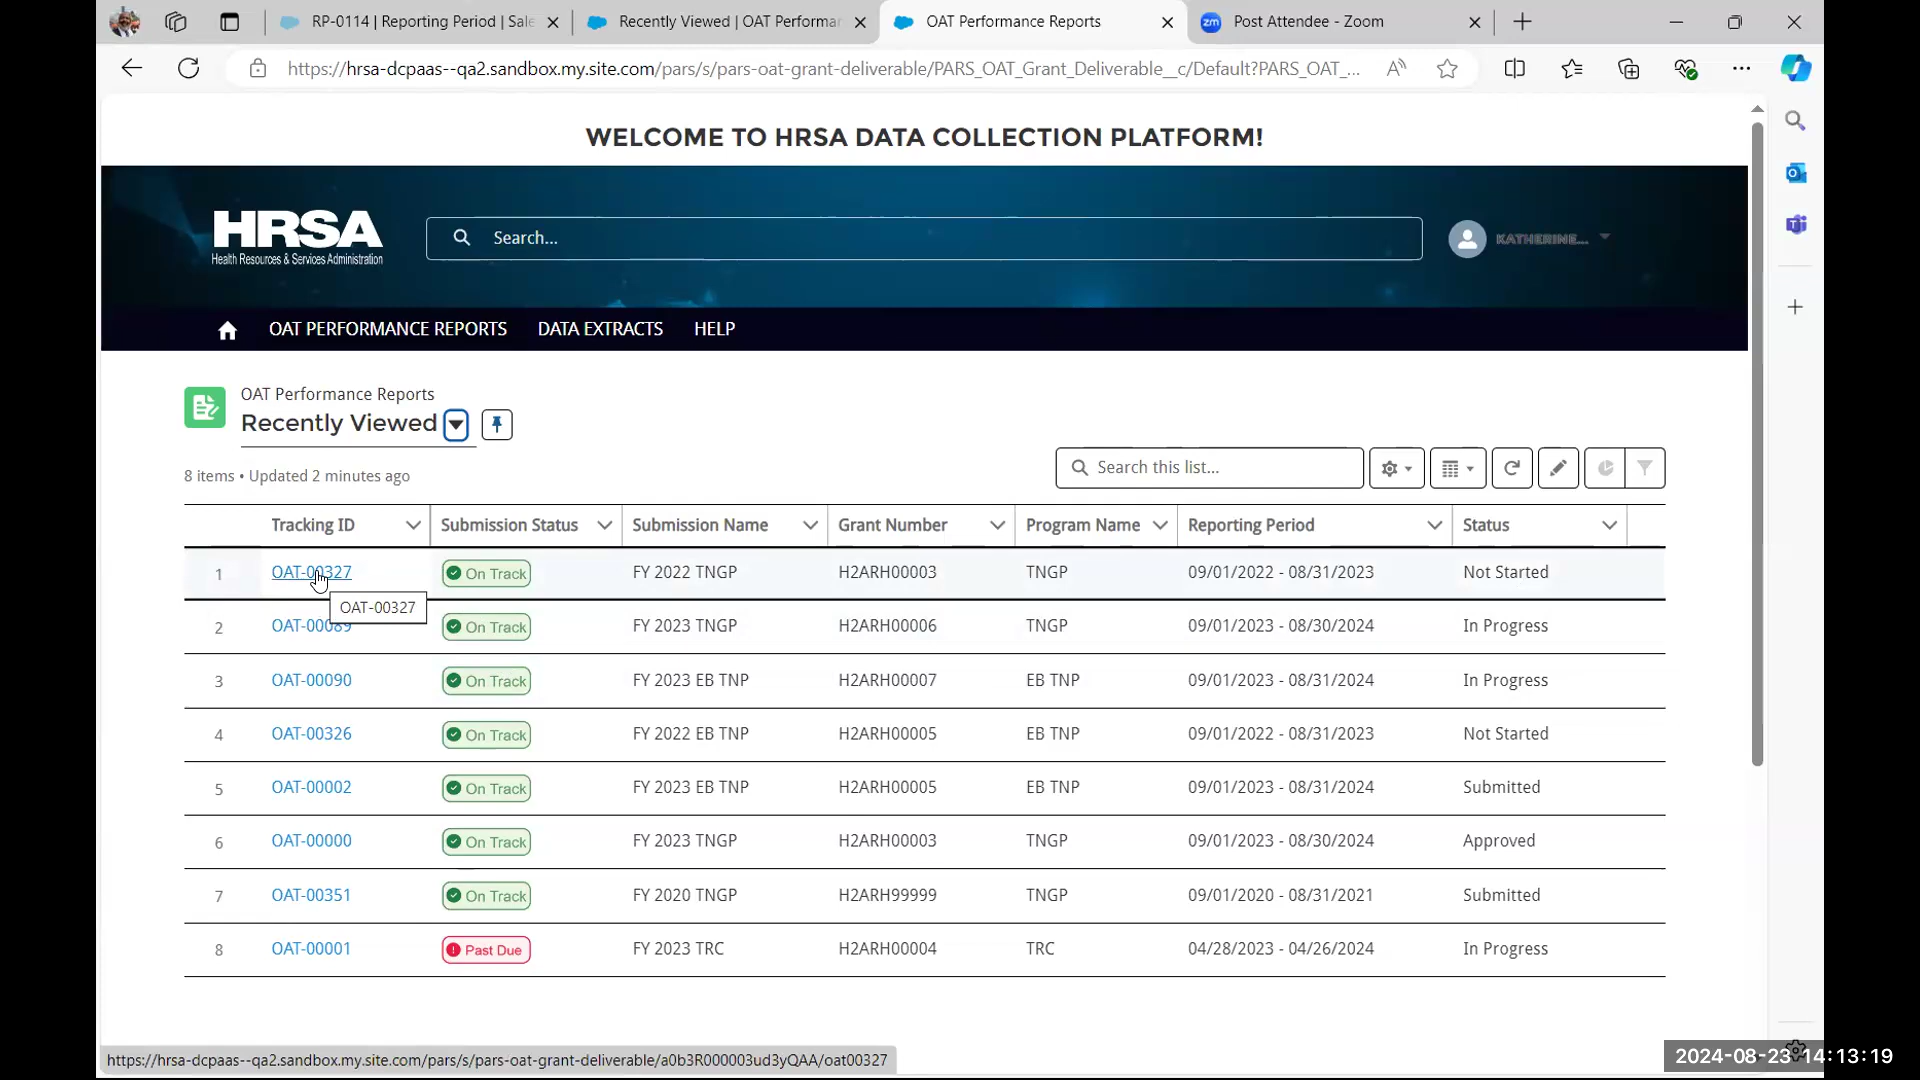 RP-0114 | Reporting Period | Sale
Recently Viewed | OAT Performan
OAT Performance Reports
zm Post Attendee - Zoom
https://hrsa-dcpaas--qa2.sandbox.my.site.com/pars/s/pars-oat-grant-deliverable/PARS_OAT_Grant_Deliverable__c/Default?PARS_OAT_...
WELCOME TO HRSA DATA COLLECTION PLATFORM!
HRSA
Health Resources & Services Administration
Search...
KATHERINE...
OAT PERFORMANCE REPORTS DATA EXTRACTS HELP
OAT Performance Reports
Recently Viewed
8 items • Updated 2 minutes ago
Search this list...
Tracking ID Submission Status Submission Name Grant Number Program Name Reporting Period Status
1 OAT-00327 On Track FY 2022 TNGP H2ARH00003 TNGP 09/01/2022 - 08/31/2023 Not Started
OAT-00327
2 OAT-00089 On Track FY 2023 TNGP H2ARH00006 TNGP 09/01/2023 - 08/30/2024 In Progress
3 OAT-00090 On Track FY 2023 EB TNP H2ARH00007 EB TNP 09/01/2023 - 08/31/2024 In Progress
4 OAT-00326 On Track FY 2022 EB TNP H2ARH00005 EB TNP 09/01/2022 - 08/31/2023 Not Started
5 OAT-00002 On Track FY 2023 EB TNP H2ARH00005 EB TNP 09/01/2023 - 08/31/2024 Submitted
6 OAT-00000 On Track FY 2023 TNGP H2ARH00003 TNGP 09/01/2023 - 08/30/2024 Approved
7 OAT-00351 On Track FY 2020 TNGP H2ARH99999 TNGP 09/01/2020 - 08/31/2021 Submitted
8 OAT-00001 Past Due FY 2023 TRC H2ARH00004 TRC 04/28/2023 - 04/26/2024 In Progress
https://hrsa-dcpaas--qa2.sandbox.my.site.com/pars/s/pars-oat-grant-deliverable/a0b3R000003ud3yQAA/oat00327
2024-08-23 14:13:19